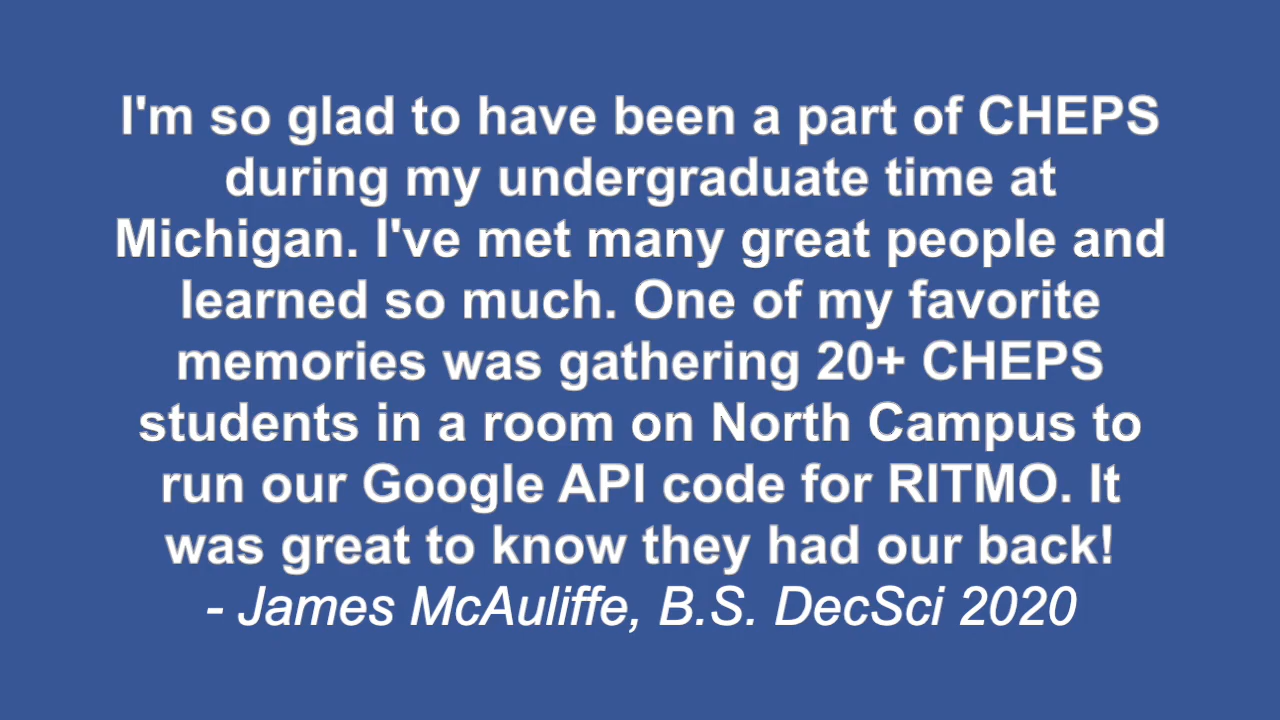 I'm so glad to have been a part of CHEPS
during my undergraduate time at
Michigan. I've met many great people and
learned so much. One of my favorite
memories was gathering 20+ CHEPS
students in a room on North Campus to
run our Google API code for RITMO. It
was great to know they had our back!
- James McAuliffe, B.S. DecSci 2020